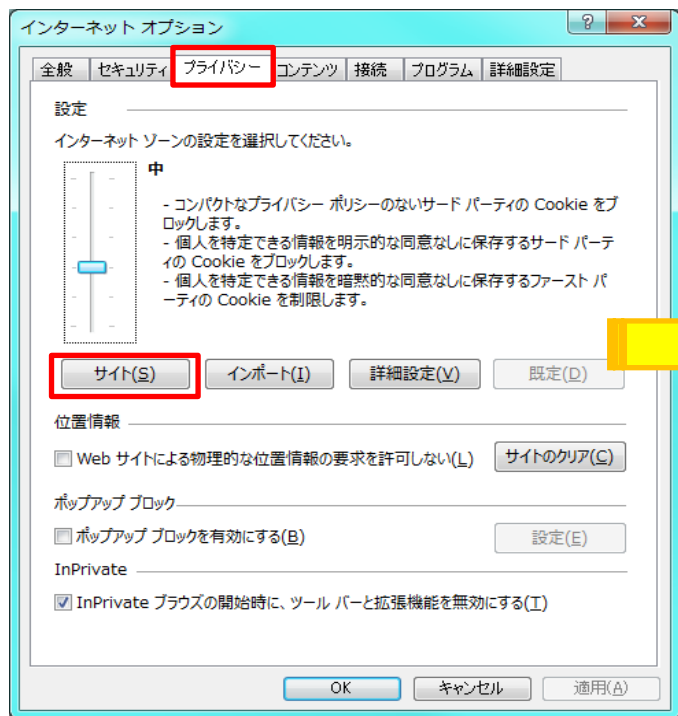 インターネット オプション
全般 セキュリティ プライバシー コンテンツ 接続 プログラム 詳細設定
設定
インターネット ゾーンの設定を選択してください。
中
- コンパクトなプライバシー ポリシーのないサード パーティの Cookie をブ
ロックします。
- 個人を特定できる情報を明示的な同意なしに保存するサード パーテ
ィの Cookie をブロックします。
- 個人を特定できる情報を暗黙的な同意なしに保存するファースト パ
ーティの Cookie を制限します。
サイト(S) インポート(I) 詳細設定(V) 既定(D)
位置情報
Web サイトによる物理的な位置情報の要求を許可しない(L) サイトのクリア(C)
ポップアップ ブロック
ポップアップ ブロックを有効にする(B) 設定(E)
InPrivate
InPrivate ブラウズの開始時に、ツール バーと拡張機能を無効にする(T)
OK キャンセル 適用(A)